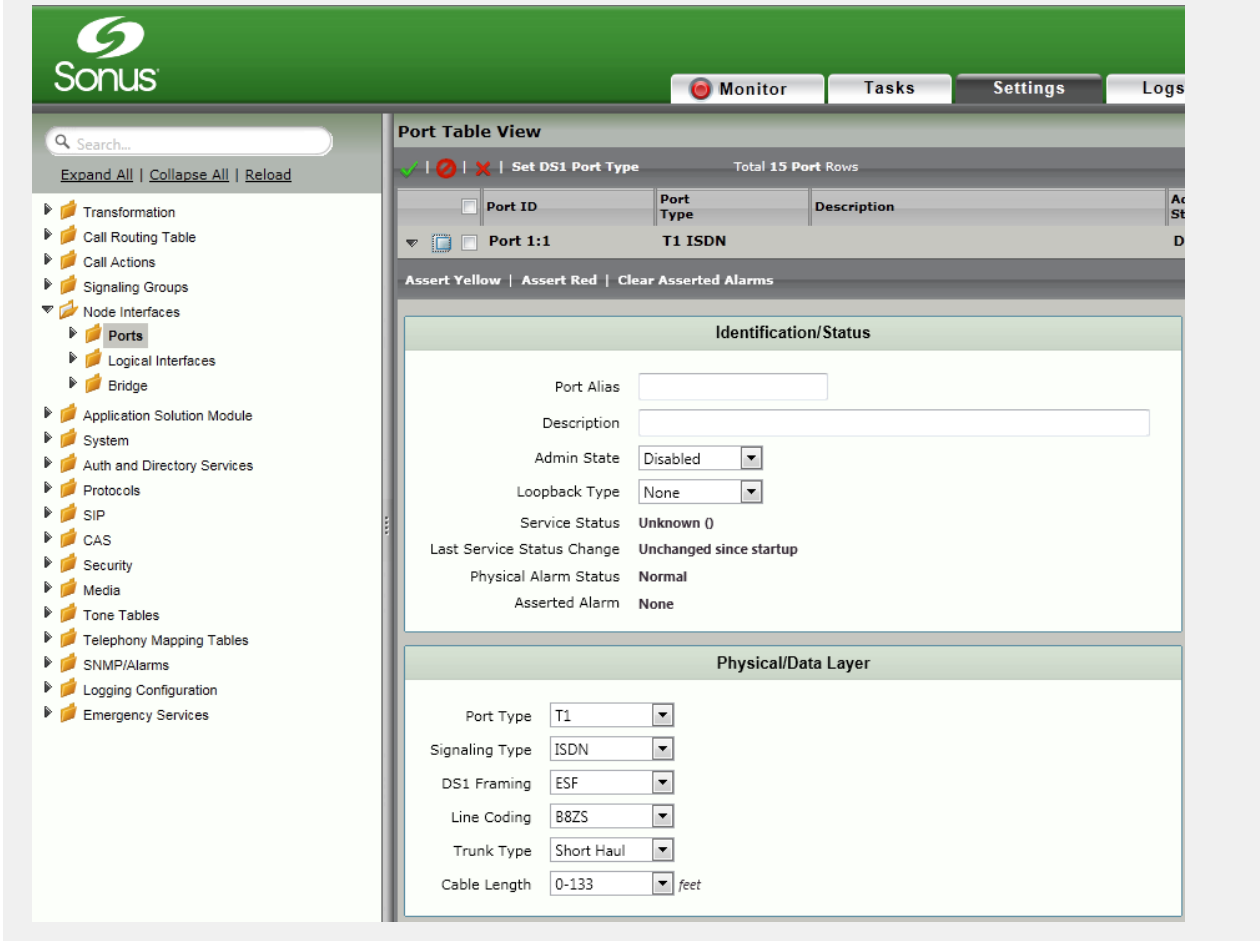 Sonus
Monitor Tasks Settings Logs
Search...
Expand All | Collapse All | Reload
Transformation
Call Routing Table
Call Actions
Signaling Groups
Node Interfaces
Ports
Logical Interfaces
Bridge
Application Solution Module
System
Auth and Directory Services
Protocols
SIP
CAS
Security
Media
Tone Tables
Telephony Mapping Tables
SNMP/Alarms
Logging Configuration
Emergency Services
Port Table View
| | | Set DS1 Port Type Total 15 Port Rows
Port ID Port Type Description
Port 1:1 T1 ISDN D
Assert Yellow | Assert Red | Clear Asserted Alarms
Identification/Status
Port Alias
Description
Admin State Disabled
Loopback Type None
Service Status Unknown ()
Last Service Status Change Unchanged since startup
Physical Alarm Status Normal
Asserted Alarm None
Physical/Data Layer
Port Type T1
Signaling Type ISDN
DS1 Framing ESF
Line Coding B8ZS
Trunk Type Short Haul
Cable Length 0-133 feet